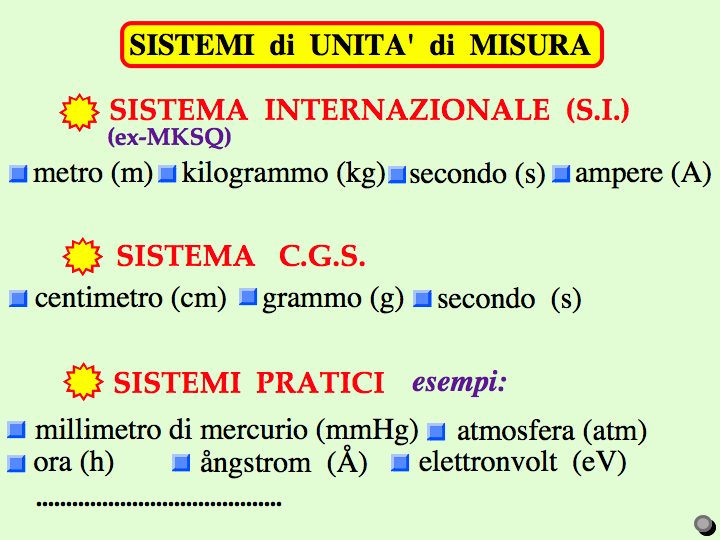 SISTEMI di UNITA' di MISURA
SISTEMA INTERNAZIONALE (S.I.)
(ex-MKSQ)
metro (m) kilogrammo (kg) secondo (s) ampere (A)
SISTEMA C.G.S.
centimetro (cm) grammo (g) secondo (s)
SISTEMI PRATICI esempi:
millimetro di mercurio (mmHg) atmosfera (atm)
ora (h) ångstrom (Å) elettronvolt (eV)
.........................................